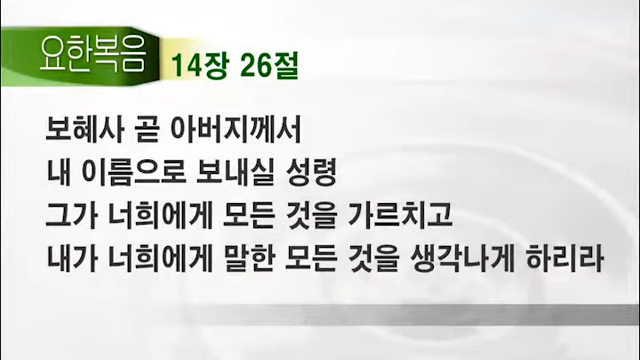 요한복음 14장 26절
보혜사 곧 아버지께서
내 이름으로 보내실 성령
그가 너희에게 모든 것을 가르치고
내가 너희에게 말한 모든 것을 생각나게 하리라